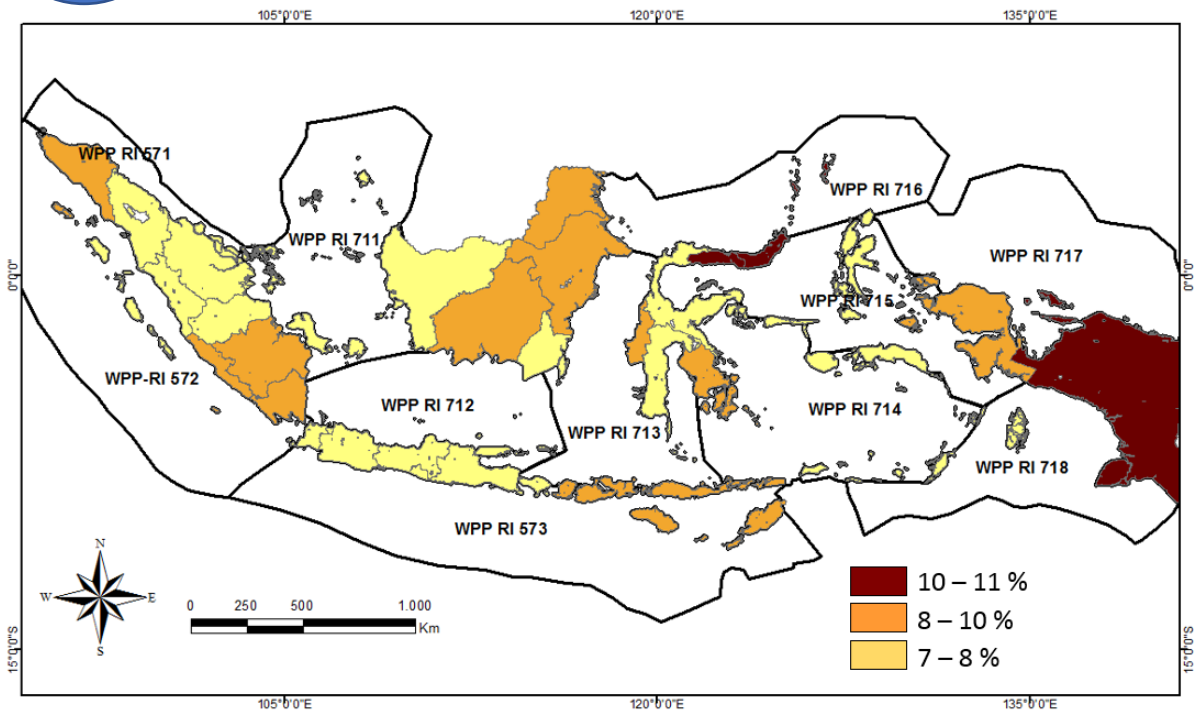 105°0'0"E 120°0'0"E 135°0'0"E
WPP RI 571
WPP RI 716
WPP RI 711
WPP RI 717
0°0'0"
0°0'0"
WPP RI 715
WPP-RI 572
WPP RI 712
WPP RI 714
WPP RI 713
WPP RI 718
WPP RI 573
N
W E
S
0 250 500 1.000
Km
10 – 11 %
8 – 10 %
7 – 8 %
15°0'0"S
15°0'0"S
105°0'0"E 120°0'0"E 135°0'0"E